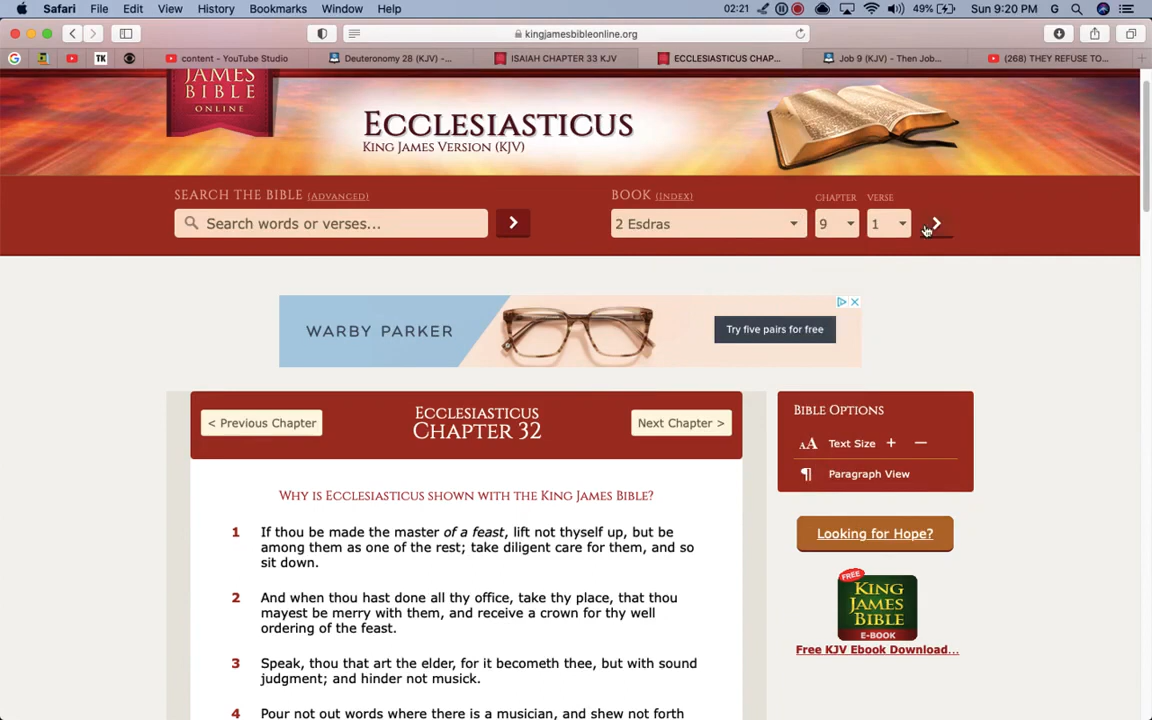 Safari File Edit View History Bookmarks Window Help 02:21 49% Sun 9:20 PM G
kingjamesbibleonline.org
G TK content - YouTube Studio Deuteronomy 28 (KJV) -... ISAIAH CHAPTER 33 KJV ECCLESIASTICUS CHAP... Job 9 (KJV) - Then Job... (268) THEY REFUSE TO...
JAMES
BIBLE
ONLINE
Ecclesiasticus
King James Version (KJV)
Search the Bible (Advanced) Book (Index) Chapter Verse
Search words or verses... 2 Esdras 9 1
WARBY PARKER Try five pairs for free
< Previous Chapter Ecclesiasticus Next Chapter >
Chapter 32
Bible Options
AA Text Size + —
¶ Paragraph View
Why is Ecclesiasticus shown with the King James Bible?
1 If thou be made the master of a feast, lift not thyself up, but be
among them as one of the rest; take diligent care for them, and so
sit down.
2 And when thou hast done all thy office, take thy place, that thou
mayest be merry with them, and receive a crown for thy well
ordering of the feast.
3 Speak, thou that art the elder, for it becometh thee, but with sound
judgment; and hinder not musick.
4 Pour not out words where there is a musician, and shew not forth
Looking for Hope?
FREE
KING
JAMES
BIBLE
E-BOOK
Free KJV Ebook Download...